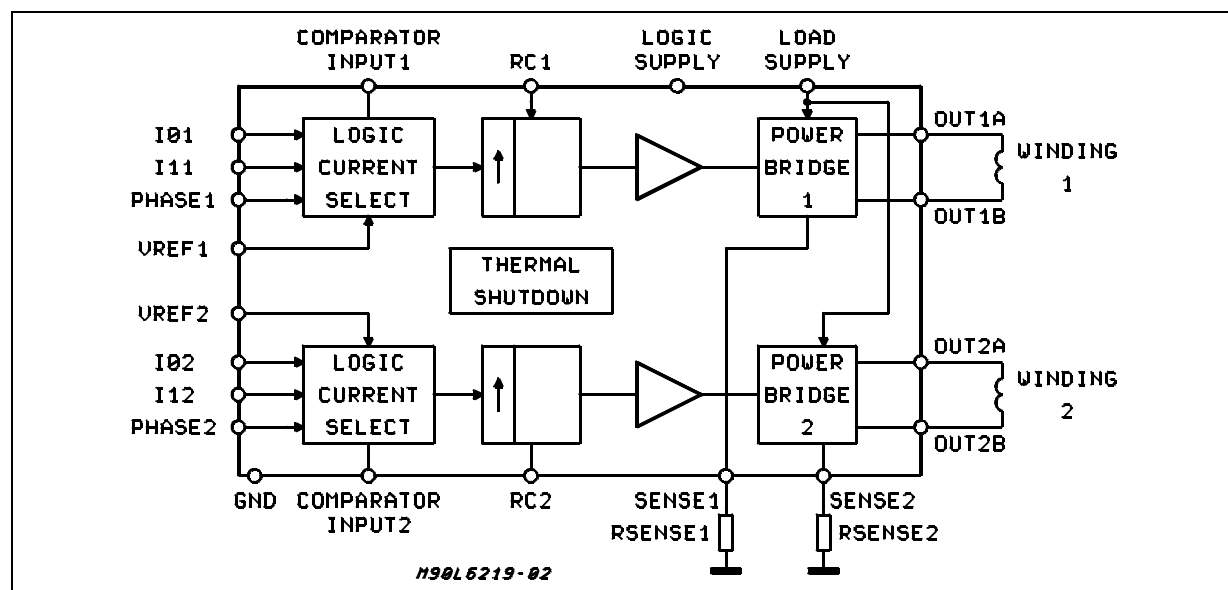 COMPARATOR
INPUT1
RC1
LOGIC
SUPPLY
LOAD
SUPPLY
I01
I11
PHASE1
VREF1
LOGIC
CURRENT
SELECT
POWER
BRIDGE
1
OUT1A
OUT1B
WINDING
1
THERMAL
SHUTDOWN
VREF2
I02
I12
PHASE2
LOGIC
CURRENT
SELECT
POWER
BRIDGE
2
OUT2A
OUT2B
WINDING
2
GND
COMPARATOR
INPUT2
RC2
SENSE1
RSENSE1
SENSE2
RSENSE2
M90L6219-02